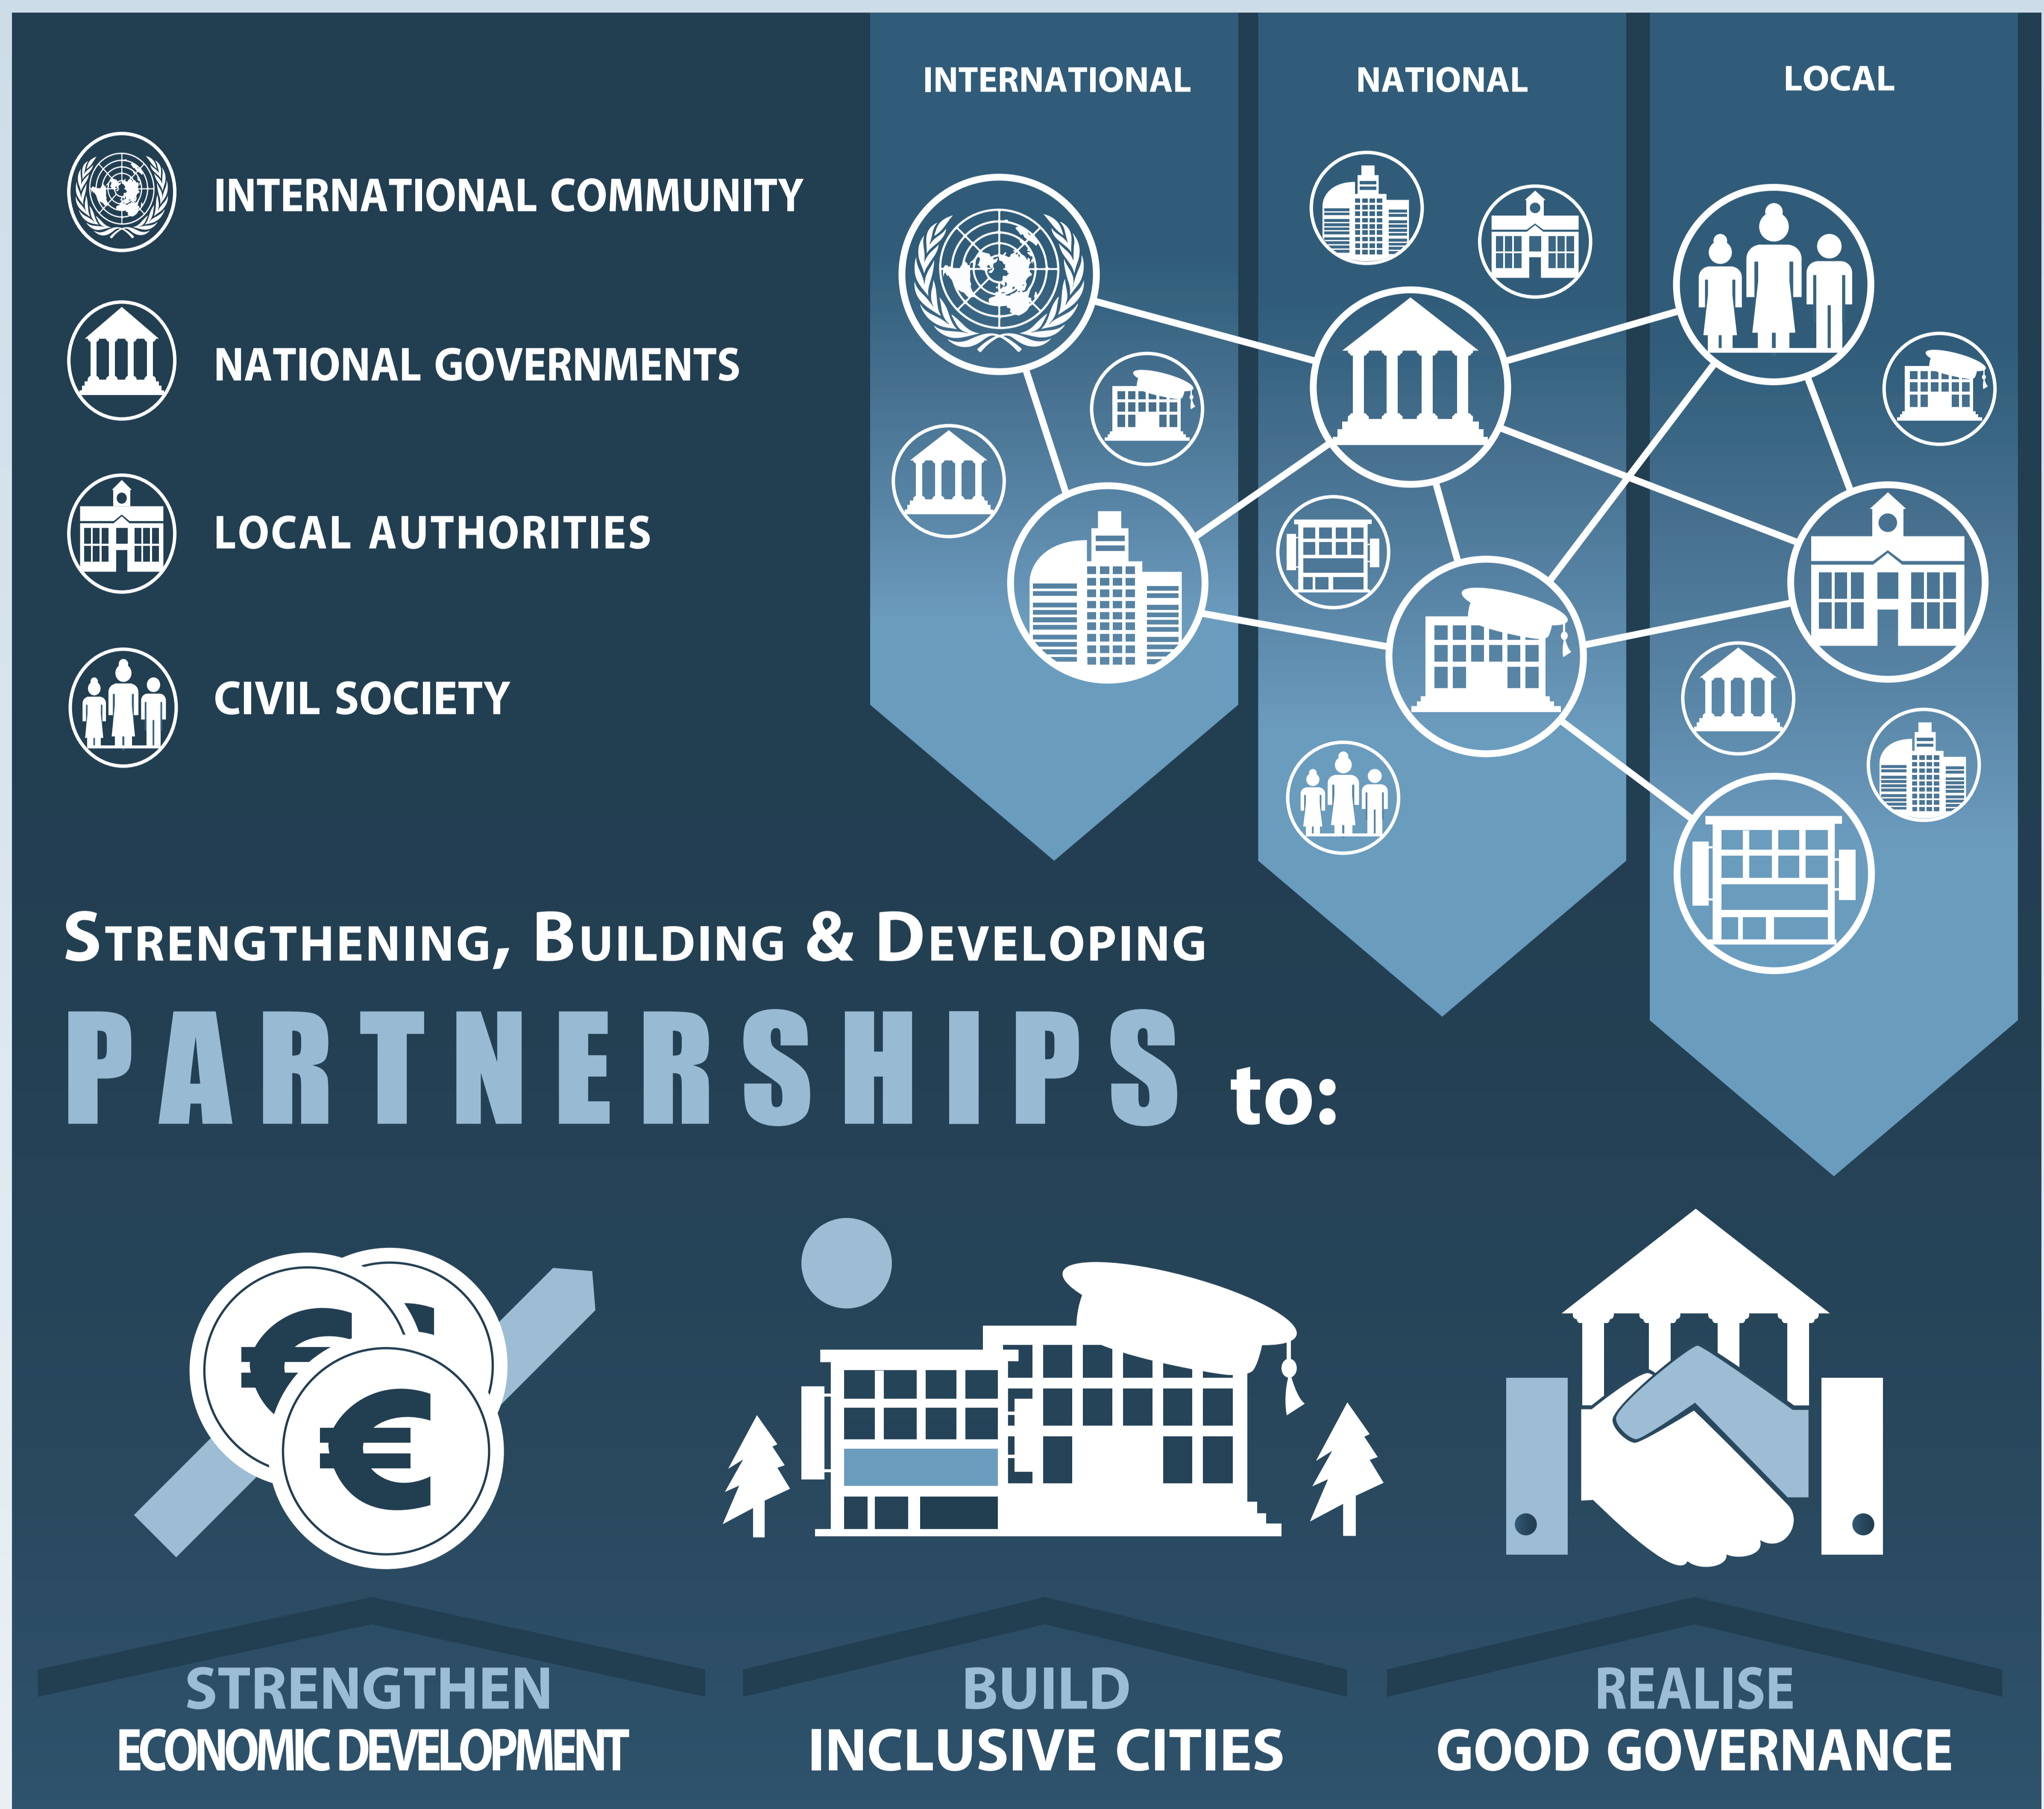 INTERNATIONAL
NATIONAL
LOCAL
INTERNATIONAL COMMUNITY
NATIONAL GOVERNMENTS
LOCAL AUTHORITIES
CIVIL SOCIETY
STRENGTHENING, BUILDING & DEVELOPING
PARTNERSHIPS to:
€ €
€
STRENGTHEN
ECONOMIC DEVELOPMENT
BUILD
INCLUSIVE CITIES
REALISE
GOOD GOVERNANCE